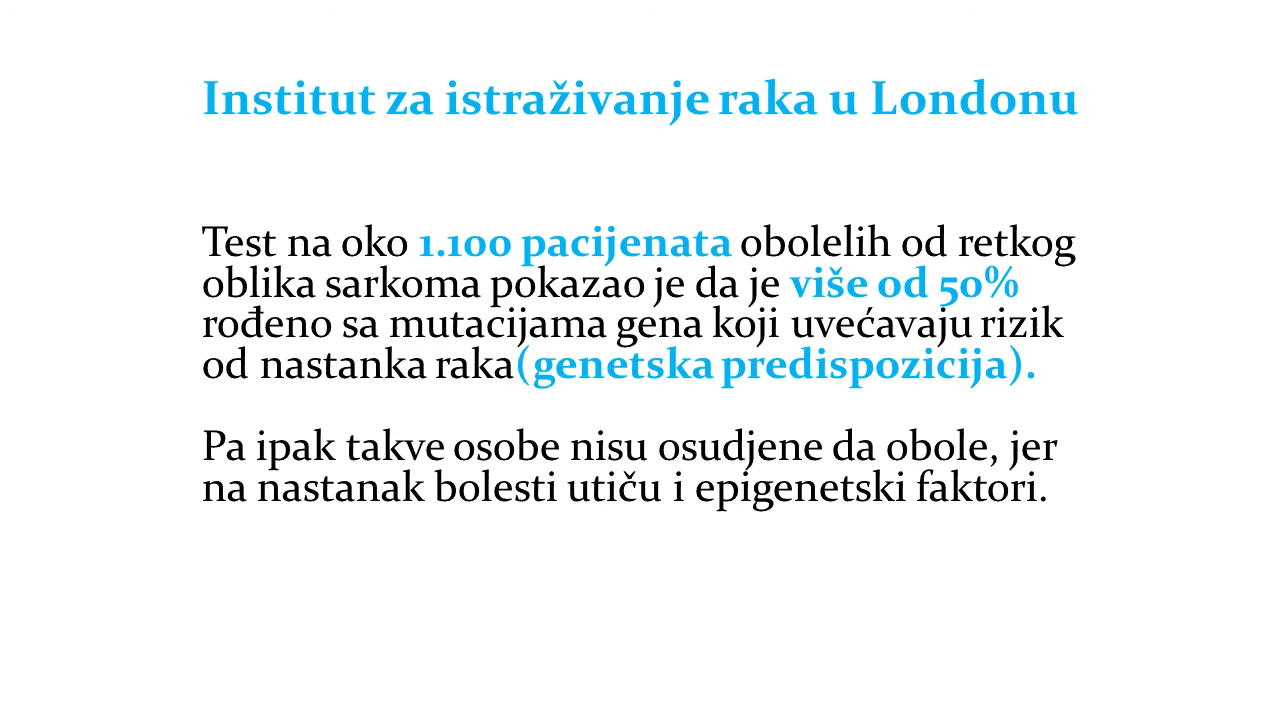 Institut za istraživanje raka u Londonu
Test na oko 1.100 pacijenata obolelih od retkog
oblika sarkoma pokazao je da je više od 50%
rođeno sa mutacijama gena koji uvećavaju rizik
od nastanka raka(genetska predispozicija).
Pa ipak takve osobe nisu osudjene da obole, jer
na nastanak bolesti utiču i epigenetski faktori.